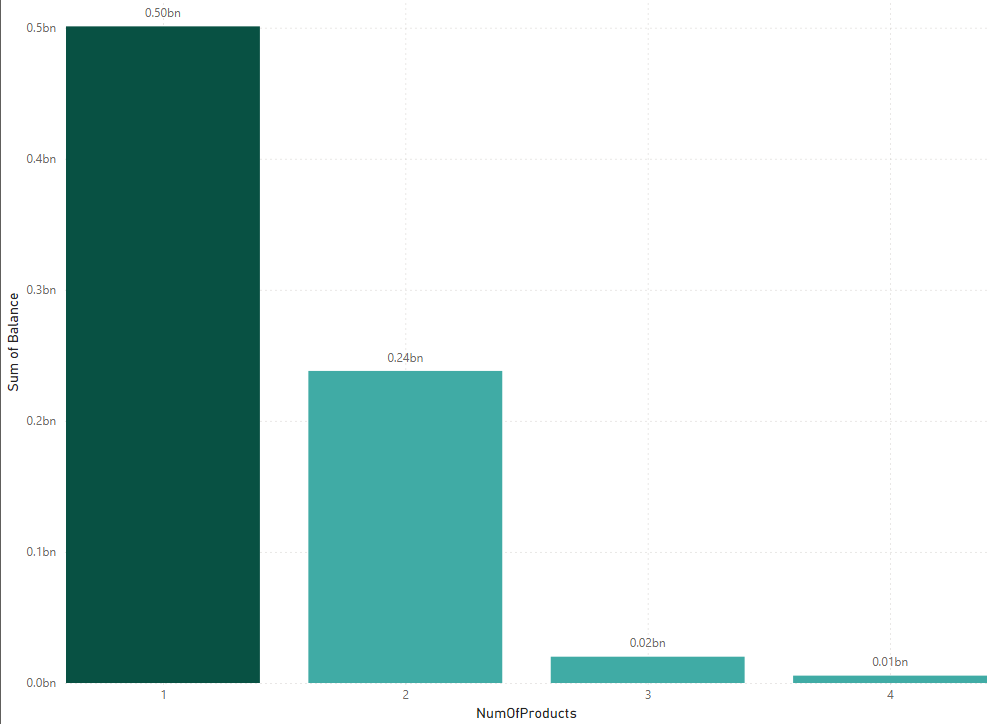 0.50bn
0.5bn
0.4bn
0.3bn
0.24bn
0.2bn
0.1bn
0.02bn
0.01bn
0.0bn
Sum of Balance
1 2 3 4
NumOfProducts